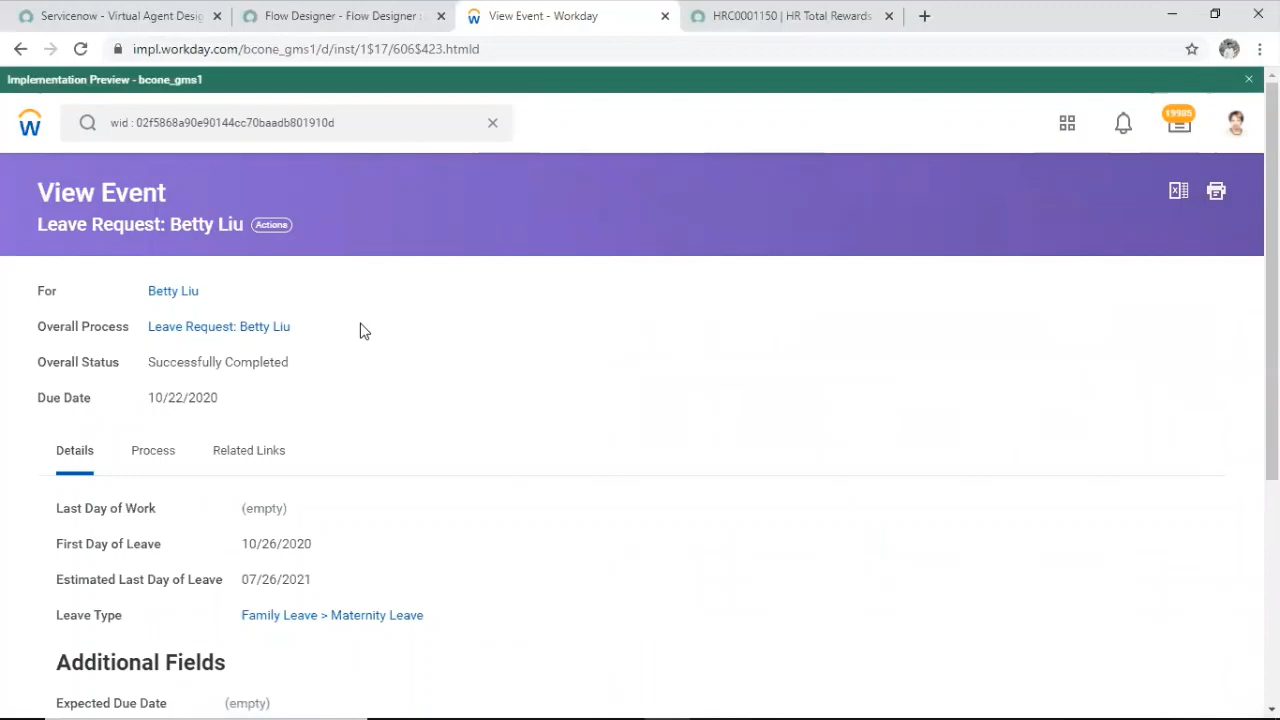 Servicenow - Virtual Agent Desig
Flow Designer - Flow Designer
View Event - Workday
HRC0001150 | HR Total Rewards
impl.workday.com/bcone_gms1/d/inst/1$17/606$423.htmld
Implementation Preview - bcone_gms1
W
wid : 02f5868a90e90144cc70baadb801910d
19985
View Event
Leave Request: Betty Liu Actions
For Betty Liu
Overall Process Leave Request: Betty Liu
Overall Status Successfully Completed
Due Date 10/22/2020
Details Process Related Links
Last Day of Work (empty)
First Day of Leave 10/26/2020
Estimated Last Day of Leave 07/26/2021
Leave Type Family Leave > Maternity Leave
Additional Fields
Expected Due Date (empty)